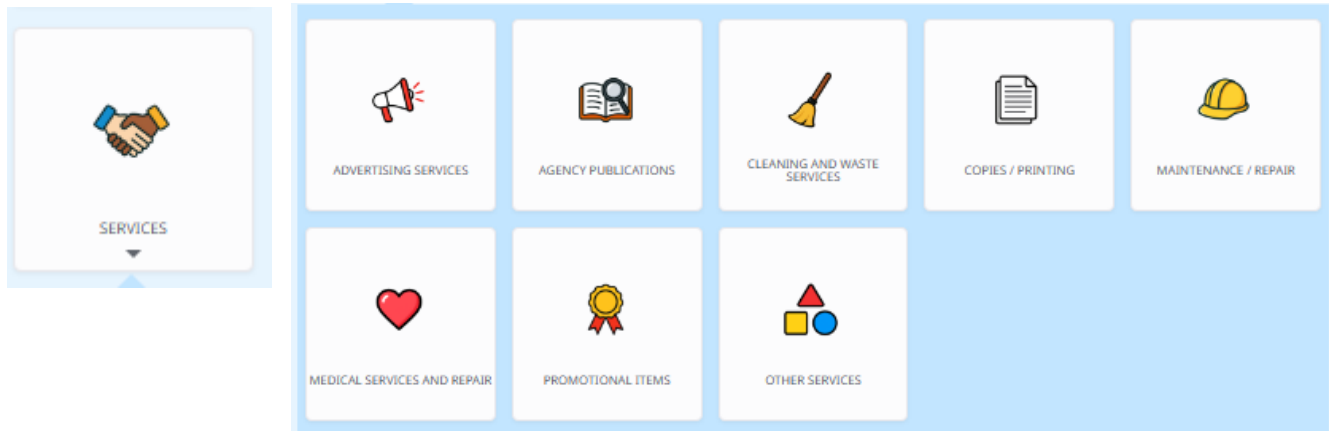 SERVICES
ADVERTISING SERVICES
AGENCY PUBLICATIONS
CLEANING AND WASTE
SERVICES
COPIES / PRINTING
MAINTENANCE / REPAIR
MEDICAL SERVICES AND REPAIR
PROMOTIONAL ITEMS
OTHER SERVICES